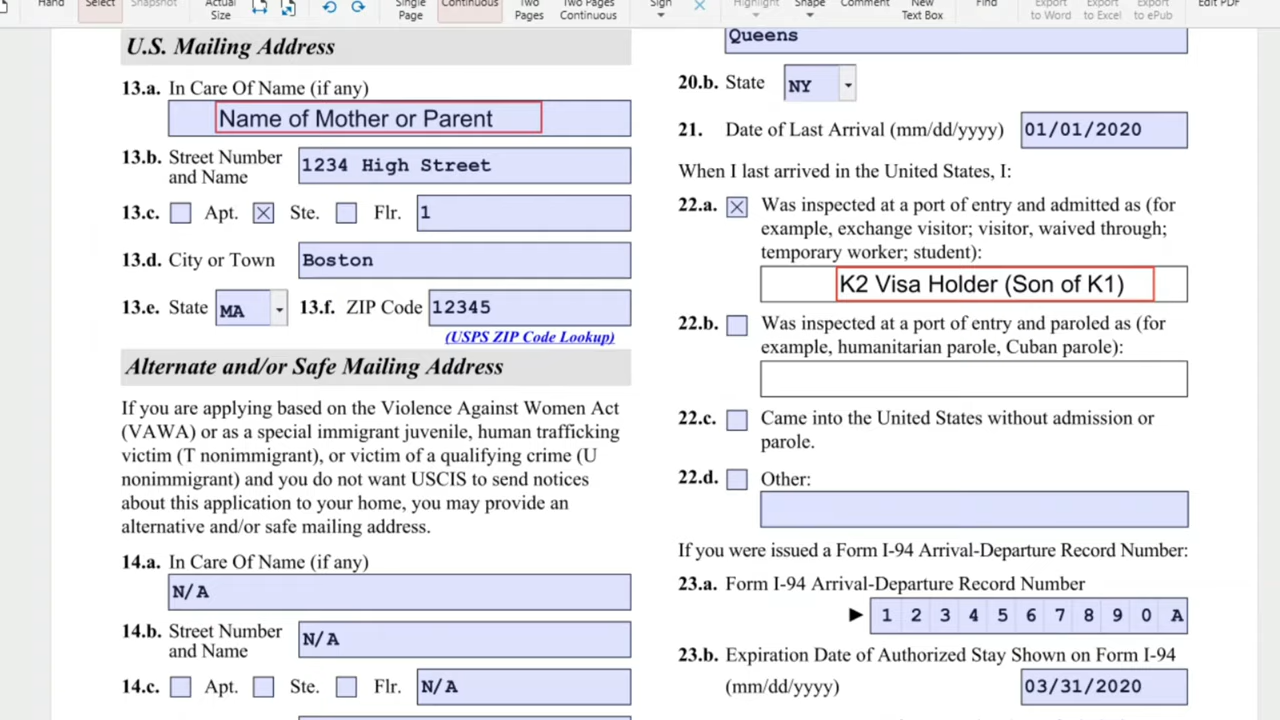 Hand
Select
Snapshot
Actual
Size
Single
Page
Continuous
Two
Pages
Two Pages
Continuous
Sign
Highlight
Shape
Comment
New
Text Box
Find
Export
to Word
Export
to Excel
Export
to ePub
Edit PDF
U.S. Mailing Address
13.a. In Care Of Name (if any)
Name of Mother or Parent
13.b. Street Number
and Name
1234 High Street
13.c. Apt. Ste. Flr. 1
13.d. City or Town Boston
13.e. State MA 13.f. ZIP Code 12345
(USPS ZIP Code Lookup)
Alternate and/or Safe Mailing Address
If you are applying based on the Violence Against Women Act
(VAWA) or as a special immigrant juvenile, human trafficking
victim (T nonimmigrant), or victim of a qualifying crime (U
nonimmigrant) and you do not want USCIS to send notices
about this application to your home, you may provide an
alternative and/or safe mailing address.
14.a. In Care Of Name (if any)
N/A
14.b. Street Number
and Name
N/A
14.c. Apt. Ste. Flr. N/A
Queens
20.b. State NY
21. Date of Last Arrival (mm/dd/yyyy) 01/01/2020
When I last arrived in the United States, I:
22.a. Was inspected at a port of entry and admitted as (for
example, exchange visitor; visitor, waived through;
temporary worker; student):
K2 Visa Holder (Son of K1)
22.b. Was inspected at a port of entry and paroled as (for
example, humanitarian parole, Cuban parole):
22.c. Came into the United States without admission or
parole.
22.d. Other:
If you were issued a Form I-94 Arrival-Departure Record Number:
23.a. Form I-94 Arrival-Departure Record Number
1 2 3 4 5 6 7 8 9 0 A
23.b. Expiration Date of Authorized Stay Shown on Form I-94
(mm/dd/yyyy) 03/31/2020